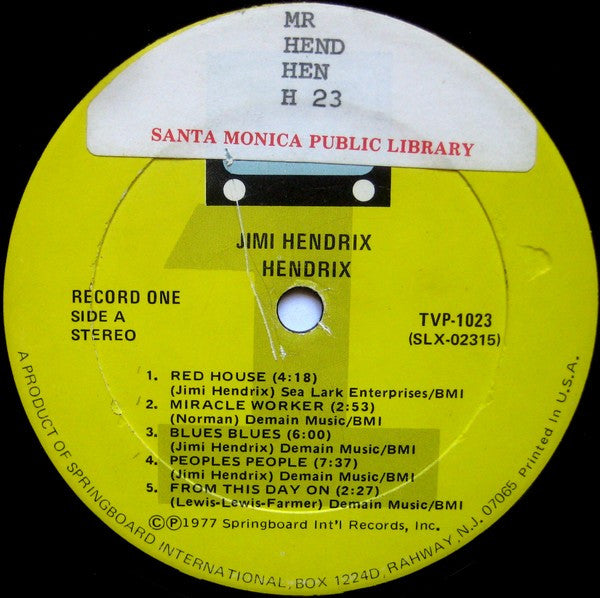 MR
HEND
HEN
H 23
SANTA MONICA PUBLIC LIBRARY
JIMI HENDRIX
HENDRIX
RECORD ONE
SIDE A
STEREO
TVP-1023
(SLX-02315)
1. RED HOUSE (4:18)
(Jimi Hendrix) Sea Lark Enterprises/BMI
2. MIRACLE WORKER (2:53)
(Norman) Demain Music/BMI
3. BLUES BLUES (6:00)
(Jimi Hendrix) Demain Music/BMI
4. PEOPLES PEOPLE (7:37)
(Jimi Hendrix) Demain Music/BMI
5. FROM THIS DAY ON (2:27)
(Lewis-Lewis-Farmer) Demain Music/BMI
©℗1977 Springboard Int'l Records, Inc.
A PRODUCT OF SPRINGBOARD INTERNATIONAL, BOX 1224D, RAHWAY, N.J. 07065 Printed in U.S.A.